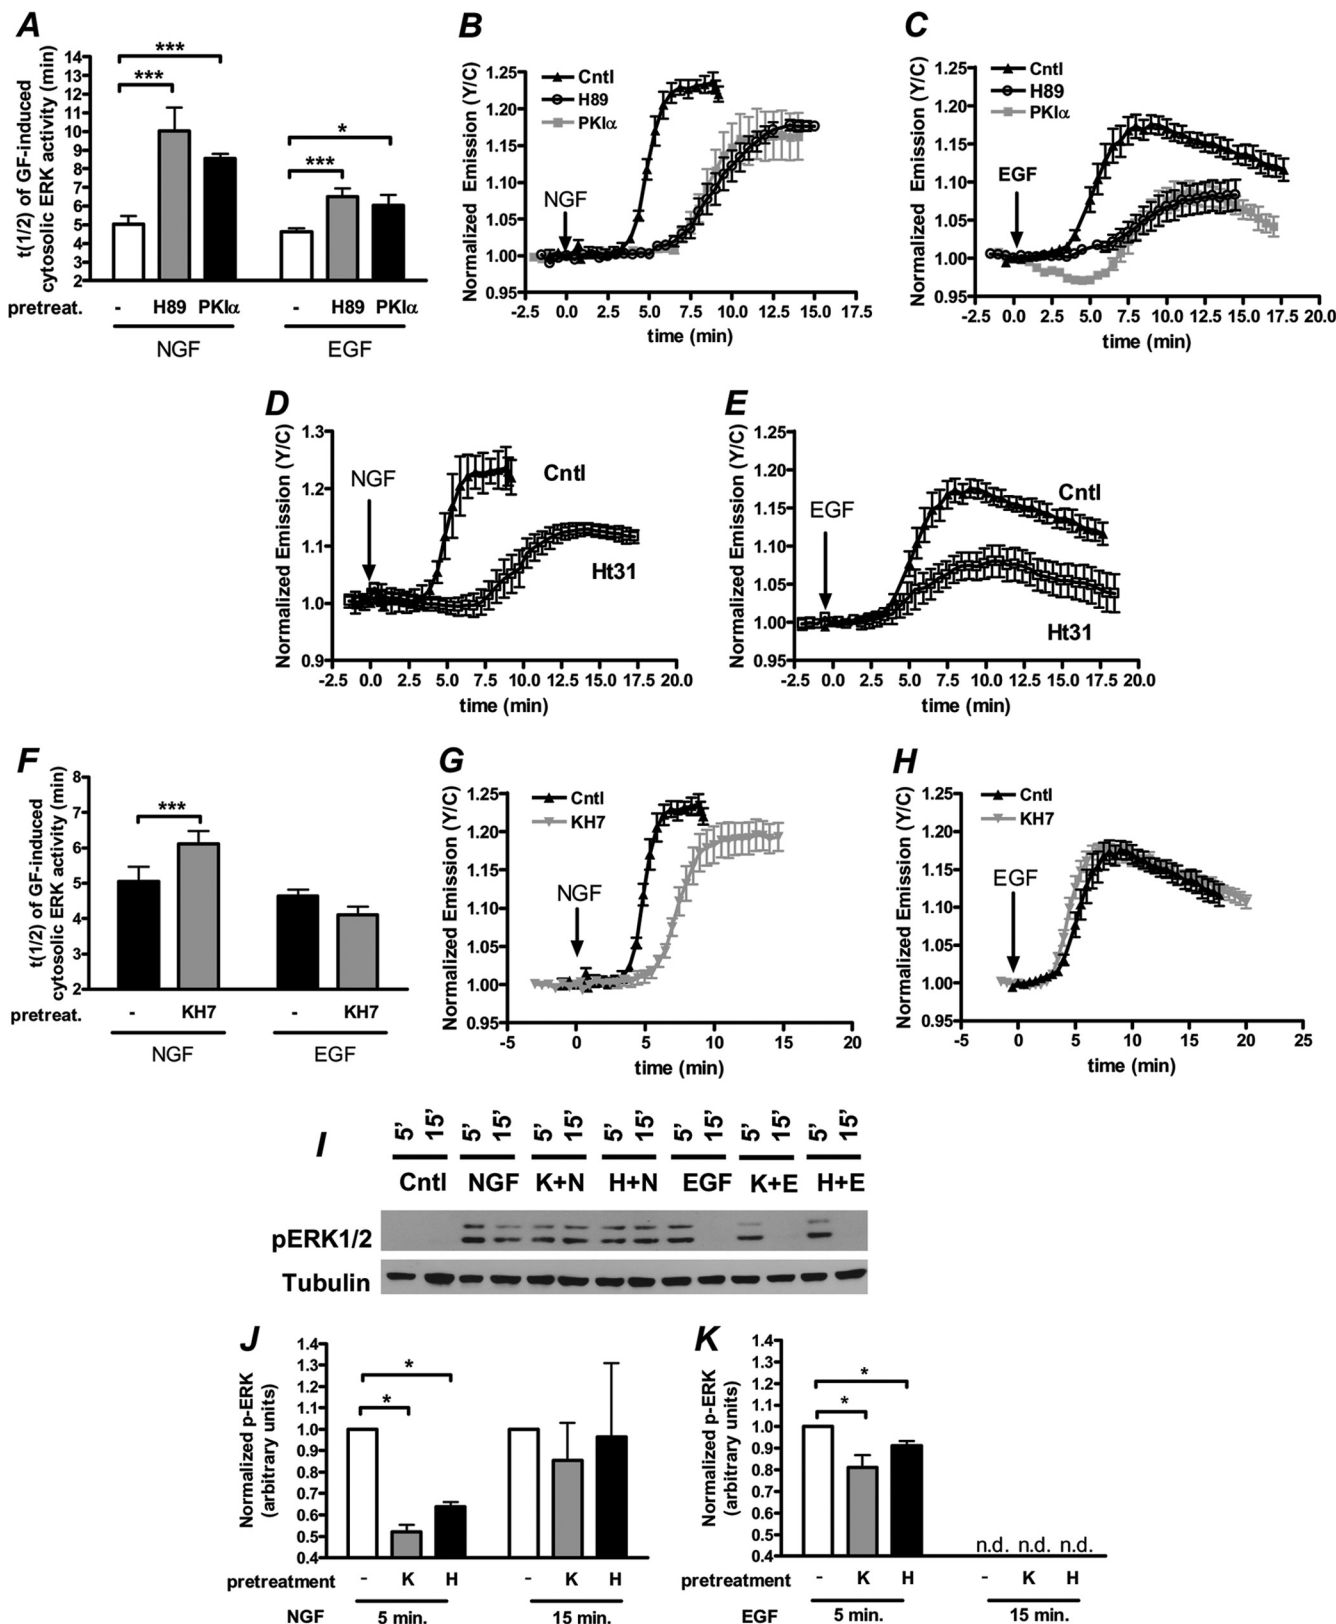 A
t(1/2) of GF-induced
cytosolic ERK activity (min)
14
13
12
11
10
9
8
7
6
5
4
3
2
***
***
***
*
pretreat.
- H89 PKIα - H89 PKIα
NGF EGF
B
Normalized Emission (Y/C)
1.25
1.20
1.15
1.10
1.05
1.00
0.95
Cntl
H89
PKIα
NGF
-2.5 0.0 2.5 5.0 7.5 10.0 12.5 15.0 17.5
time (min)
C
Normalized Emission (Y/C)
1.25
1.20
1.15
1.10
1.05
1.00
0.95
Cntl
H89
PKIα
EGF
-2.5 0.0 2.5 5.0 7.5 10.0 12.5 15.0 17.5 20.0
time (min)
D
Normalized Emission (Y/C)
1.3
1.2
1.1
1.0
0.9
NGF
Cntl
Ht31
-2.5 0.0 2.5 5.0 7.5 10.0 12.5 15.0 17.5 20.0
time (min)
E
Normalized Emission (Y/C)
1.25
1.20
1.15
1.10
1.05
1.00
0.95
EGF
Cntl
Ht31
-2.5 0.0 2.5 5.0 7.5 10.0 12.5 15.0 17.5 20.0
time (min)
F
t(1/2) of GF-induced
cytosolic ERK activity (min)
8
7
6
5
4
3
2
***
pretreat.
- KH7 - KH7
NGF EGF
G
Normalized Emission (Y/C)
1.25
1.20
1.15
1.10
1.05
1.00
0.95
Cntl
KH7
NGF
-5 0 5 10 15 20
time (min)
H
Normalized Emission (Y/C)
1.25
1.20
1.15
1.10
1.05
1.00
0.95
Cntl
KH7
EGF
-5 0 5 10 15 20 25
time (min)
I
5' 15' 5' 15' 5' 15' 5' 15' 5' 15' 5' 15' 5' 15'
Cntl NGF K+N H+N EGF K+E H+E
pERK1/2
Tubulin
J
Normalized p-ERK
(arbitrary units)
1.4
1.3
1.2
1.1
1.0
0.9
0.8
0.7
0.6
0.5
0.4
*
*
pretreatment - K H - K H
NGF 5 min. 15 min.
K
Normalized p-ERK
(arbitrary units)
1.4
1.3
1.2
1.1
1.0
0.9
0.8
0.7
0.6
0.5
0.4
*
*
n.d. n.d. n.d.
pretreatment - K H - K H
EGF 5 min. 15 min.